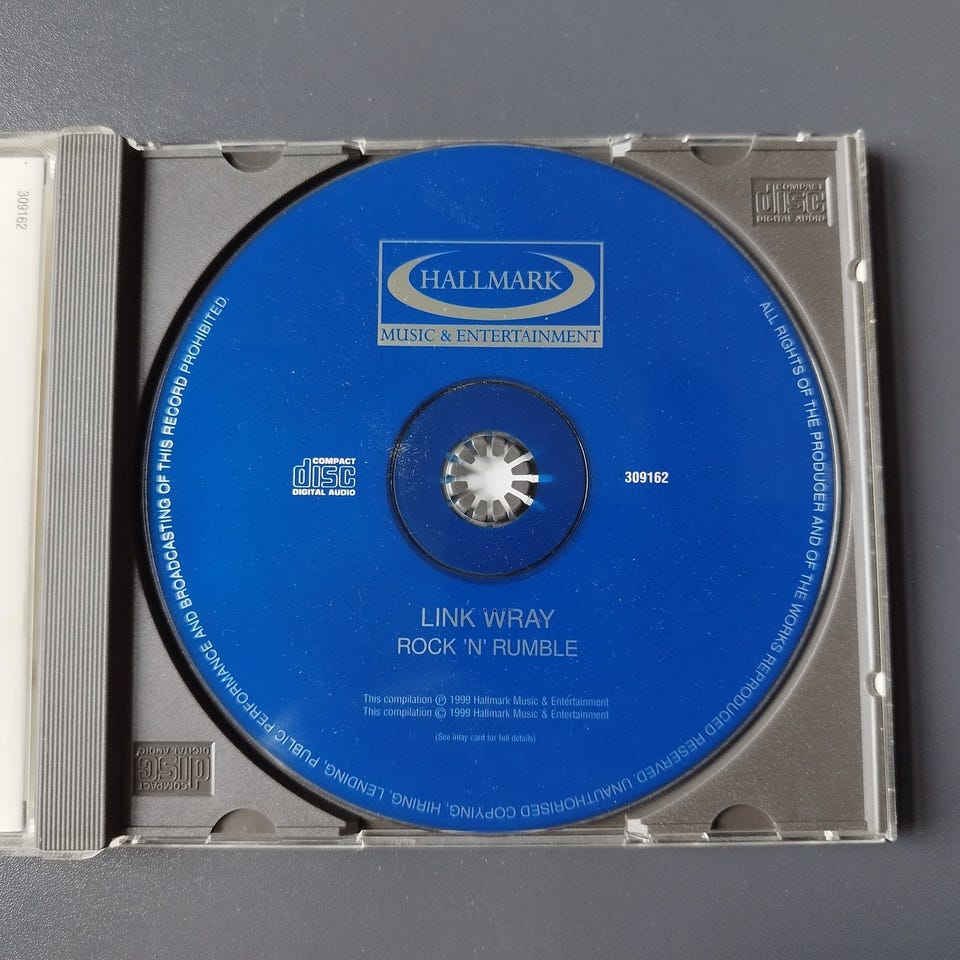 309162
COMPACT
disc
DIGITAL AUDIO
HALLMARK
MUSIC & ENTERTAINMENT
COMPACT
disc
DIGITAL AUDIO
309162
LINK WRAY
ROCK 'N' RUMBLE
This compilation Ⓟ 1999 Hallmark Music & Entertainment
This compilation © 1999 Hallmark Music & Entertainment
(See inlay card for full details)
ALL RIGHTS OF THE PRODUCER AND OF THE WORKS REPRODUCED RESERVED. UNAUTHORISED COPYING, HIRING, LENDING, PUBLIC PERFORMANCE AND BROADCASTING OF THIS RECORD PROHIBITED.
COMPACT
disc
DIGITAL AUDIO